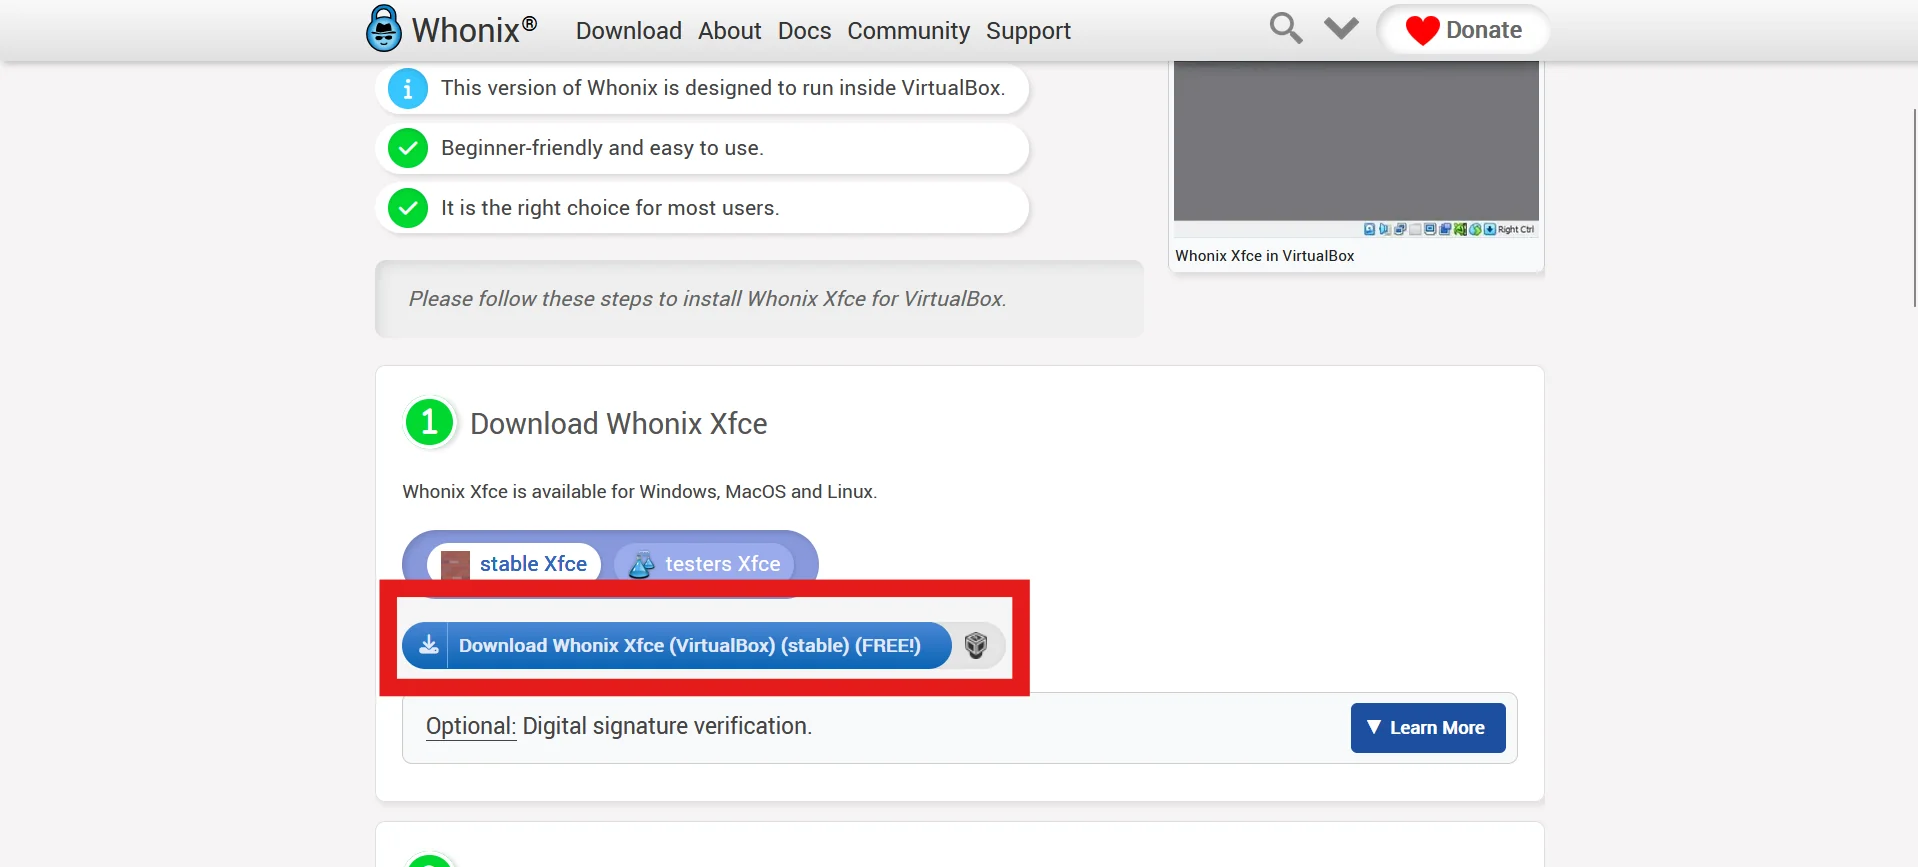 Whonix®
Download About Docs Community Support
Donate
This version of Whonix is designed to run inside VirtualBox.
Beginner-friendly and easy to use.
It is the right choice for most users.
Right Ctrl
Whonix Xfce in VirtualBox
Please follow these steps to install Whonix Xfce for VirtualBox.
1 Download Whonix Xfce
Whonix Xfce is available for Windows, MacOS and Linux.
stable Xfce testers Xfce
Download Whonix Xfce (VirtualBox) (stable) (FREE!)
Optional: Digital signature verification.
▼ Learn More